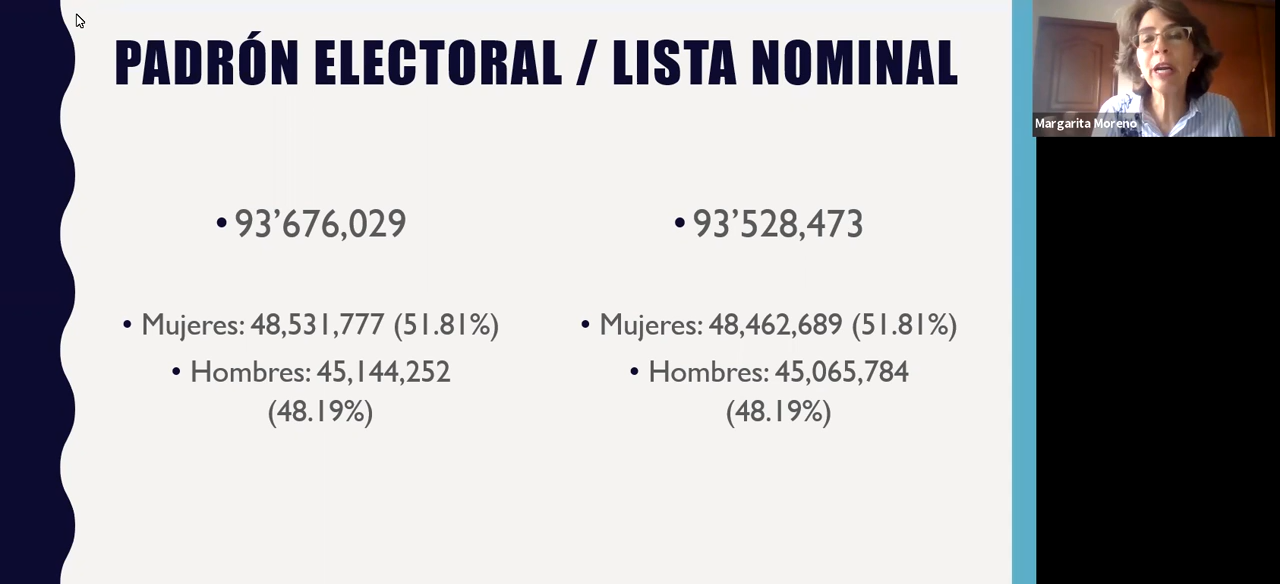 PADRÓN ELECTORAL / LISTA NOMINAL
• 93’676,029
• Mujeres: 48,531,777 (51.81%)
• Hombres: 45,144,252
(48.19%)
• 93’528,473
• Mujeres: 48,462,689 (51.81%)
• Hombres: 45,065,784
(48.19%)
Margarita Moreno